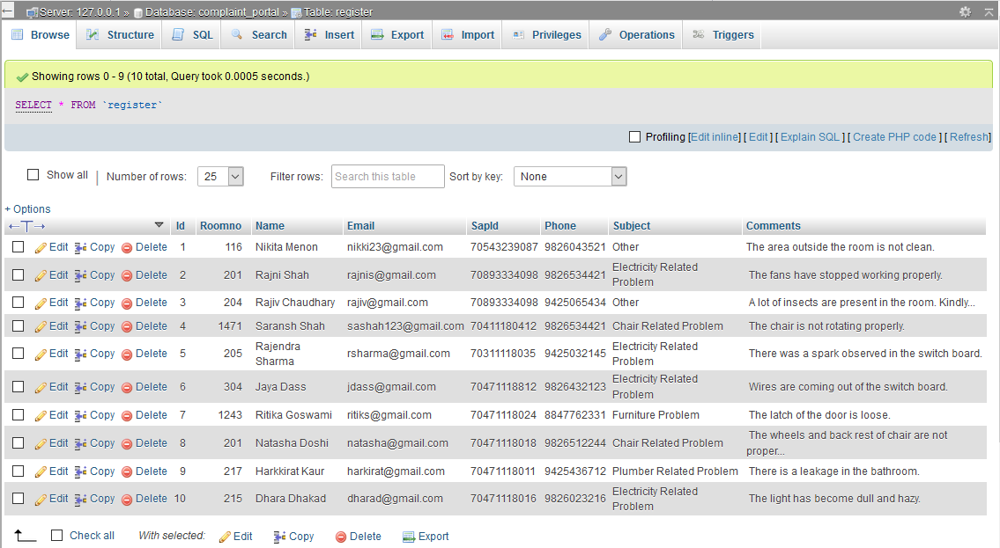 Server: 127.0.0.1 » Database: complaint_portal » Table: register
Browse Structure SQL Search Insert Export Import Privileges Operations Triggers
Showing rows 0 - 9 (10 total, Query took 0.0005 seconds.)
SELECT * FROM `register`
Profiling [Edit inline] [ Edit ] [ Explain SQL ] [ Create PHP code ] [ Refresh]
Show all | Number of rows: 25 Filter rows: Search this table Sort by key: None
+ Options
←T→ Id Roomno Name Email SapId Phone Subject Comments
Edit Copy Delete 1 116 Nikita Menon nikki23@gmail.com 70543239087 9826043521 Other The area outside the room is not clean.
Edit Copy Delete 2 201 Rajni Shah rajnis@gmail.com 70893334098 9826534421 Electricity Related
Problem The fans have stopped working properly.
Edit Copy Delete 3 204 Rajiv Chaudhary rajiv@gmail.com 70893334098 9425065434 Other A lot of insects are present in the room. Kindly...
Edit Copy Delete 4 1471 Saransh Shah sashah123@gmail.com 70411180412 9826534421 Chair Related Problem The chair is not rotating properly.
Edit Copy Delete 5 205 Rajendra
Sharma rsharma@gmail.com 70311118035 9425032145 Electricity Related
Problem There was a spark observed in the switch board.
Edit Copy Delete 6 304 Jaya Dass jdass@gmail.com 70471118812 9826432123 Electricity Related
Problem Wires are coming out of the switch board.
Edit Copy Delete 7 1243 Ritika Goswami ritiks@gmail.com 70471118024 8847762331 Furniture Problem The latch of the door is loose.
Edit Copy Delete 8 201 Natasha Doshi natasha@gmail.com 70471118018 9826512244 Chair Related Problem The wheels and back rest of chair are not
proper...
Edit Copy Delete 9 217 Harkkirat Kaur harkirat@gmail.com 70471118011 9425436712 Plumber Related Problem There is a leakage in the bathroom.
Edit Copy Delete 10 215 Dhara Dhakad dharad@gmail.com 70471118016 9826023216 Electricity Related
Problem The light has become dull and hazy.
Check all With selected: Edit Copy Delete Export